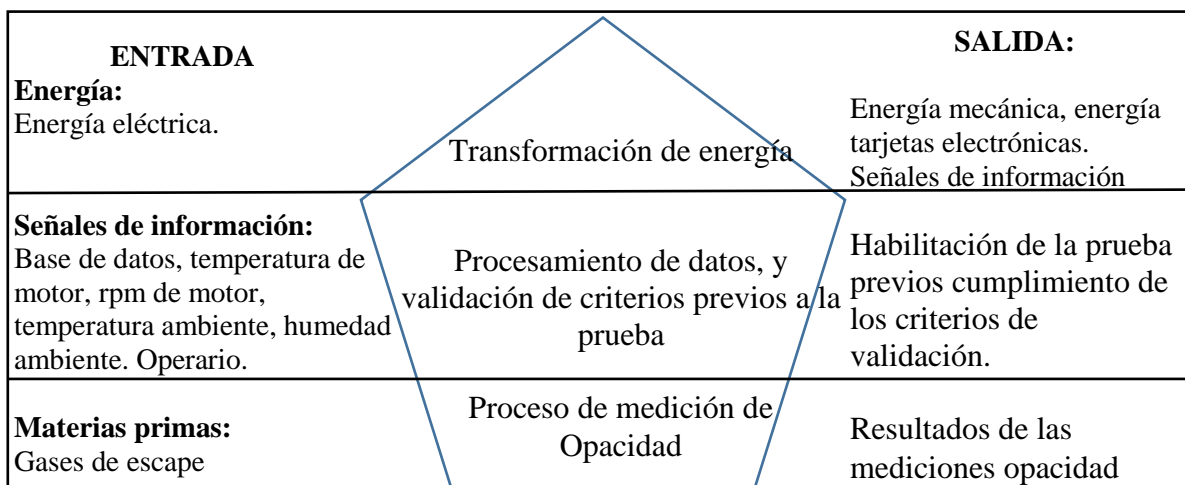 ENTRADA
Energía:
Energía eléctrica.
Transformación de energía
SALIDA:
Energía mecánica, energía
tarjetas electrónicas.
Señales de información
Señales de información:
Base de datos, temperatura de
motor, rpm de motor,
temperatura ambiente, humedad
ambiente. Operario.
Procesamiento de datos, y
validación de criterios previos a la
prueba
Habilitación de la prueba
previos cumplimiento de
los criterios de
validación.
Materias primas:
Gases de escape
Proceso de medición de
Opacidad
Resultados de las
mediciones opacidad